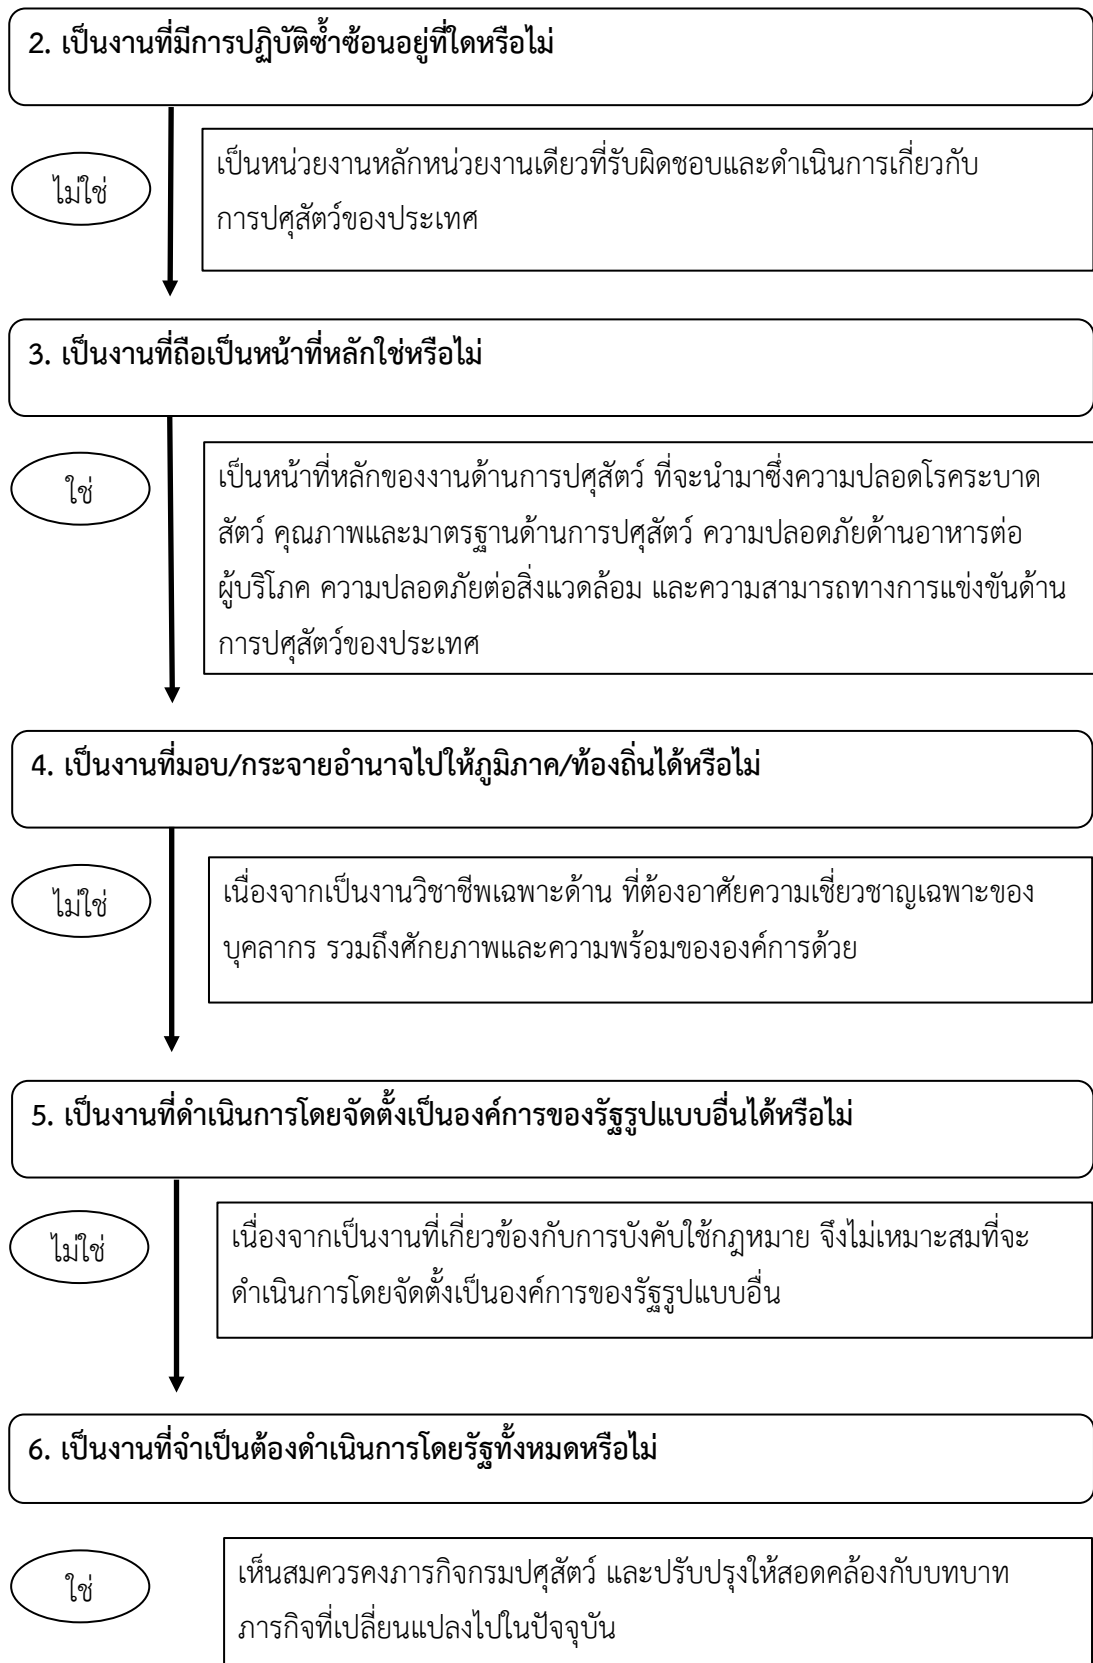 2. เป็นงานที่มีการปฏิบัติซ้ำซ้อนอยู่ที่ใดหรือไม่
ไม่ใช่
เป็นหน่วยงานหลักหน่วยงานเดียวที่รับผิดชอบและดำเนินการเกี่ยวกับ
การปศุสัตว์ของประเทศ
3. เป็นงานที่ถือเป็นหน้าที่หลักใช่หรือไม่
ใช่
เป็นหน้าที่หลักของงานด้านการปศุสัตว์ ที่จะนำมาซึ่งความปลอดโรคระบาด
สัตว์ คุณภาพและมาตรฐานด้านการปศุสัตว์ ความปลอดภัยด้านอาหารต่อ
ผู้บริโภค ความปลอดภัยต่อสิ่งแวดล้อม และความสามารถทางการแข่งขันด้าน
การปศุสัตว์ของประเทศ
4. เป็นงานที่มอบ/กระจายอำนาจไปให้ภูมิภาค/ท้องถิ่นได้หรือไม่
ไม่ใช่
เนื่องจากเป็นงานวิชาชีพเฉพาะด้าน ที่ต้องอาศัยความเชี่ยวชาญเฉพาะของ
บุคลากร รวมถึงศักยภาพและความพร้อมขององค์การด้วย
5. เป็นงานที่ดำเนินการโดยจัดตั้งเป็นองค์การของรัฐรูปแบบอื่นได้หรือไม่
ไม่ใช่
เนื่องจากเป็นงานที่เกี่ยวข้องกับการบังคับใช้กฎหมาย จึงไม่เหมาะสมที่จะ
ดำเนินการโดยจัดตั้งเป็นองค์การของรัฐรูปแบบอื่น
6. เป็นงานที่จำเป็นต้องดำเนินการโดยรัฐทั้งหมดหรือไม่
ใช่
เห็นสมควรคงภารกิจกรมปศุสัตว์ และปรับปรุงให้สอดคล้องกับบทบาท
ภารกิจที่เปลี่ยนแปลงไปในปัจจุบัน